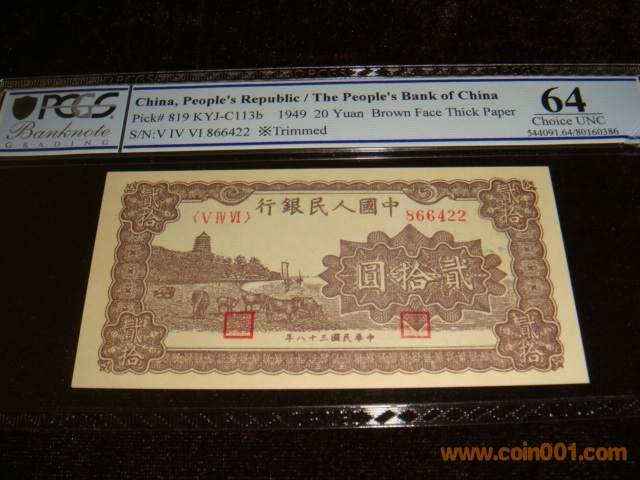 PCGS
Banknote
GRADING
China, People's Republic / The People's Bank of China
Pick# 819 KYJ-C113b 1949 20 Yuan Brown Face Thick Paper
S/N:V IV VI 866422 ※Trimmed
64
Choice UNC
544091.64/80160386
行銀民人國中
〈V IV VI〉 866422
貳拾
貳拾
圓拾貳
貳拾
貳拾
年八十三國民華中
www.coin001.com